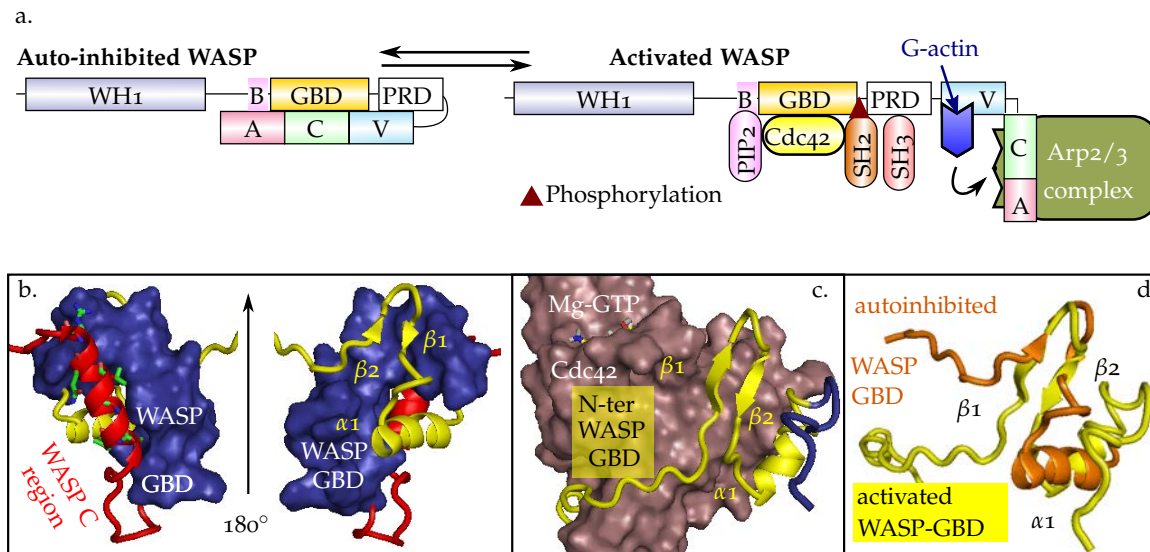 a.
Auto-inhibited WASP
Activated WASP
G-actin
WH1
B
GBD
PRD
A
C
V
WH1
B
GBD
PRD
V
PIP2
Cdc42
SH2
SH3
C
A
Arp2/3
complex
Phosphorylation
b.
WASP
GBD
WASP C
region
180°
β1
β2
α1
WASP
GBD
c.
Mg-GTP
Cdc42
β1
N-ter
WASP
GBD
β2
α1
d.
autoinhibited
WASP
GBD
β1
β2
activated
WASP-GBD
α1